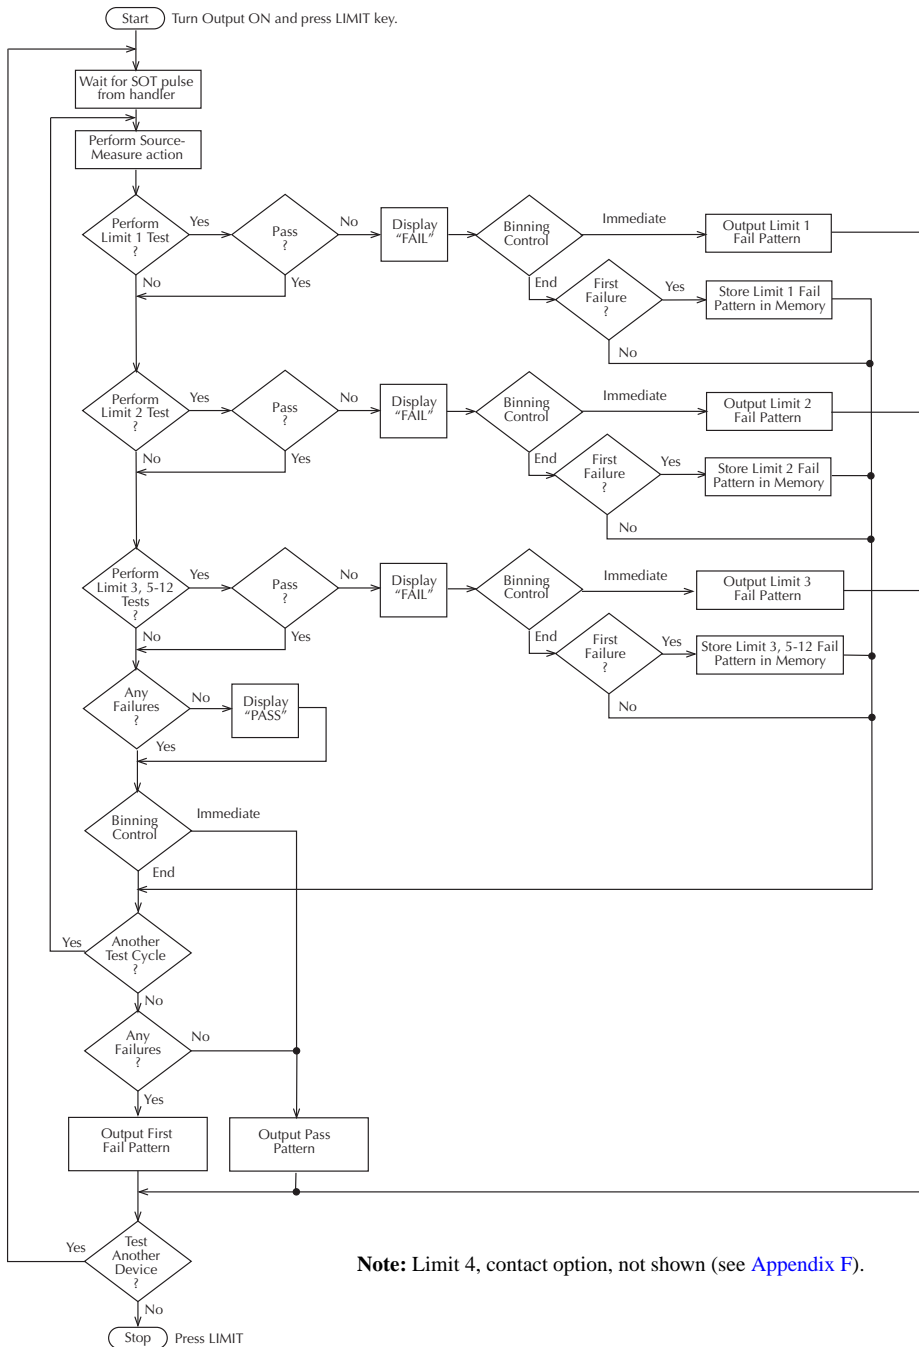 Start
Turn Output ON and press LIMIT key.
Wait for SOT pulse
from handler
Perform Source-
Measure action
Perform
Limit 1 Test
?
Yes
Pass
?
No
Display
“FAIL”
Binning
Control
Immediate
Output Limit 1
Fail Pattern
No
Yes
End
First
Failure
?
Yes
Store Limit 1 Fail
Pattern in Memory
No
Perform
Limit 2 Test
?
Yes
Pass
?
No
Display
“FAIL”
Binning
Control
Immediate
Output Limit 2
Fail Pattern
No
Yes
End
First
Failure
?
Yes
Store Limit 2 Fail
Pattern in Memory
No
Perform
Limit 3, 5-12
Tests
?
Yes
Pass
?
No
Display
“FAIL”
Binning
Control
Immediate
Output Limit 3
Fail Pattern
No
Yes
End
First
Failure
?
Yes
Store Limit 3, 5-12 Fail
Pattern in Memory
No
Any
Failures
?
No
Display
“PASS”
Yes
Binning
Control
Immediate
End
Yes
Another
Test Cycle
?
No
Any
Failures
?
No
Yes
Output First
Fail Pattern
Output Pass
Pattern
Yes
Test
Another
Device
?
No
Note: Limit 4, contact option, not shown (see Appendix F).
Stop
Press LIMIT